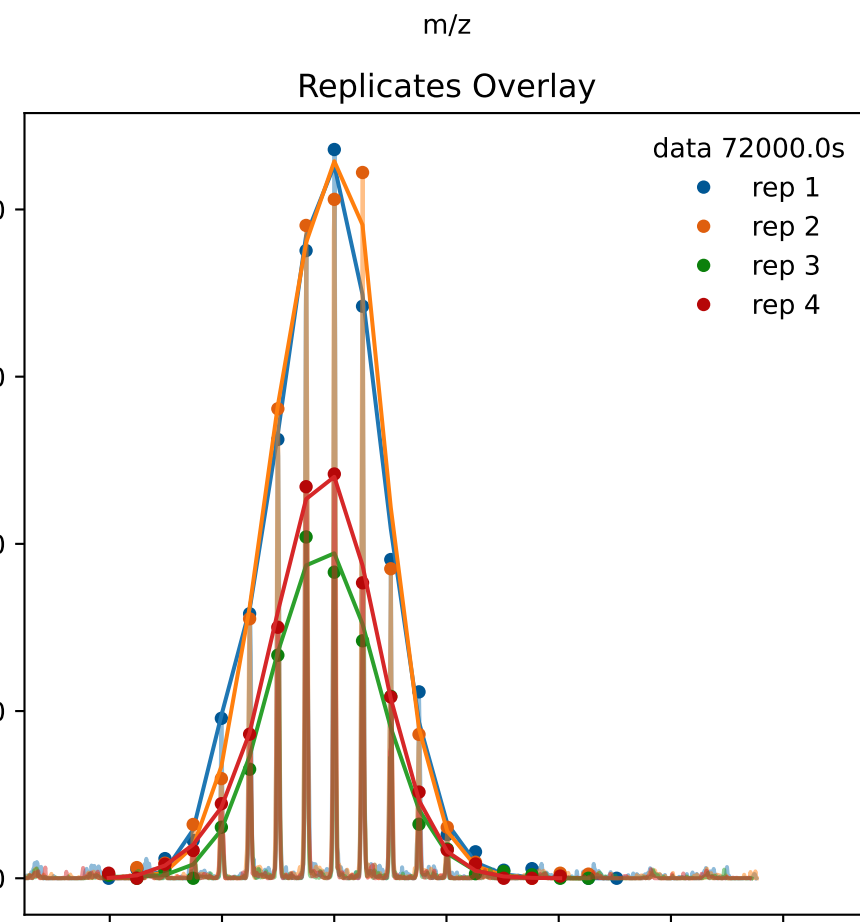 m/z
Replicates Overlay
data 72000.0s
rep 1
rep 2
rep 3
rep 4